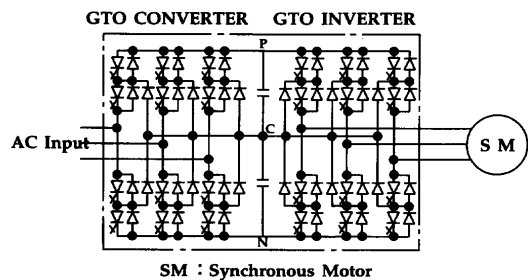 GTO CONVERTER GTO INVERTER
P
C
AC Input
S M
N
SM : Synchronous Motor